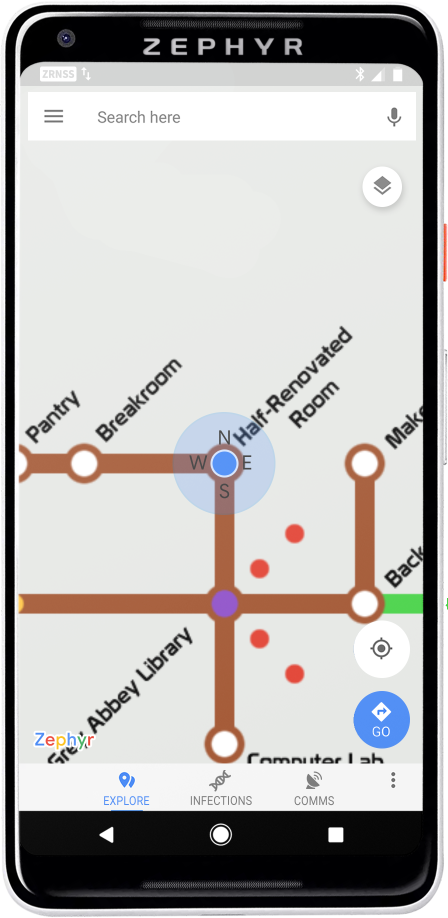 ZEPHYR
ZRNSS
Search here
Half-Renovated
Room
Breakroom
Pantry
Make
N
W E
S
Back
Grey Abbey Library
Zephyr
GO
Computer Lab
EXPLORE INFECTIONS COMMS